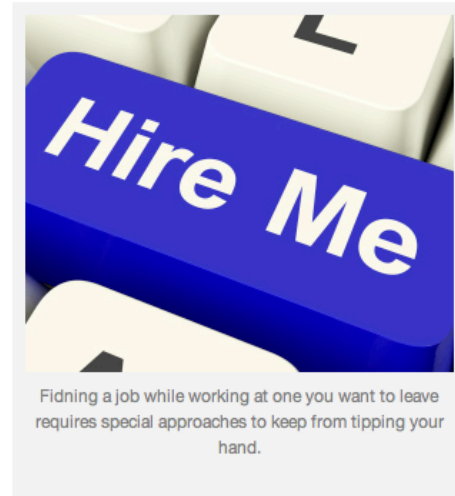 L
Hire Me
A
Fidning a job while working at one you want to leave
requires special approaches to keep from tipping your
hand.